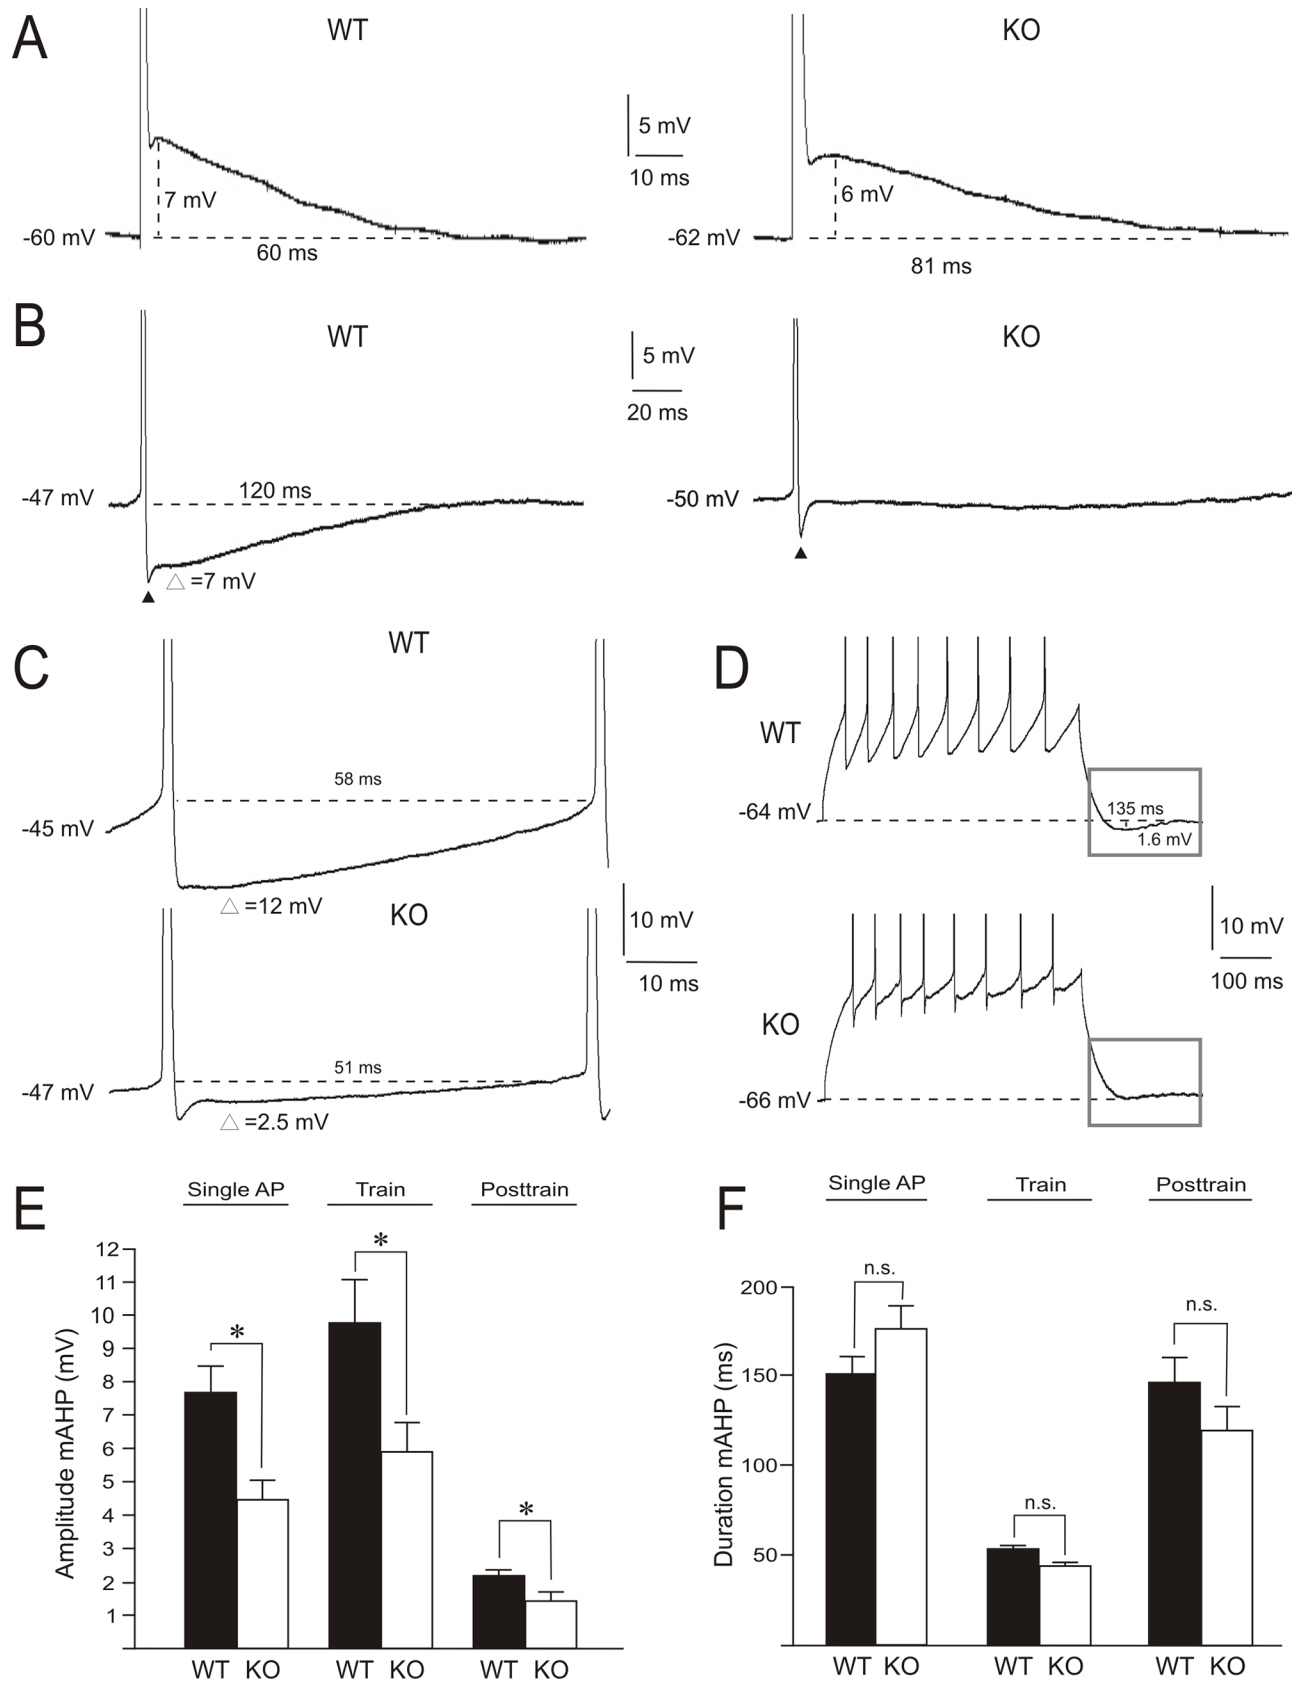 A
WT
KO
5 mV
10 ms
7 mV
6 mV
-60 mV
60 ms
-62 mV
81 ms
B
WT
KO
5 mV
20 ms
-47 mV
120 ms
-50 mV
△ =7 mV
C
WT
58 ms
-45 mV
△ =12 mV
KO
10 mV
10 ms
51 ms
-47 mV
△ =2.5 mV
D
WT
-64 mV
135 ms
1.6 mV
10 mV
100 ms
KO
-66 mV
E
Single AP Train Posttrain
Amplitude mAHP (mV)
12
11
10
9
8
7
6
5
4
3
2
1
*
*
*
WT KO WT KO WT KO
F
Single AP Train Posttrain
Duration mAHP (ms)
200
150
100
50
n.s.
n.s.
n.s.
WT KO WT KO WT KO